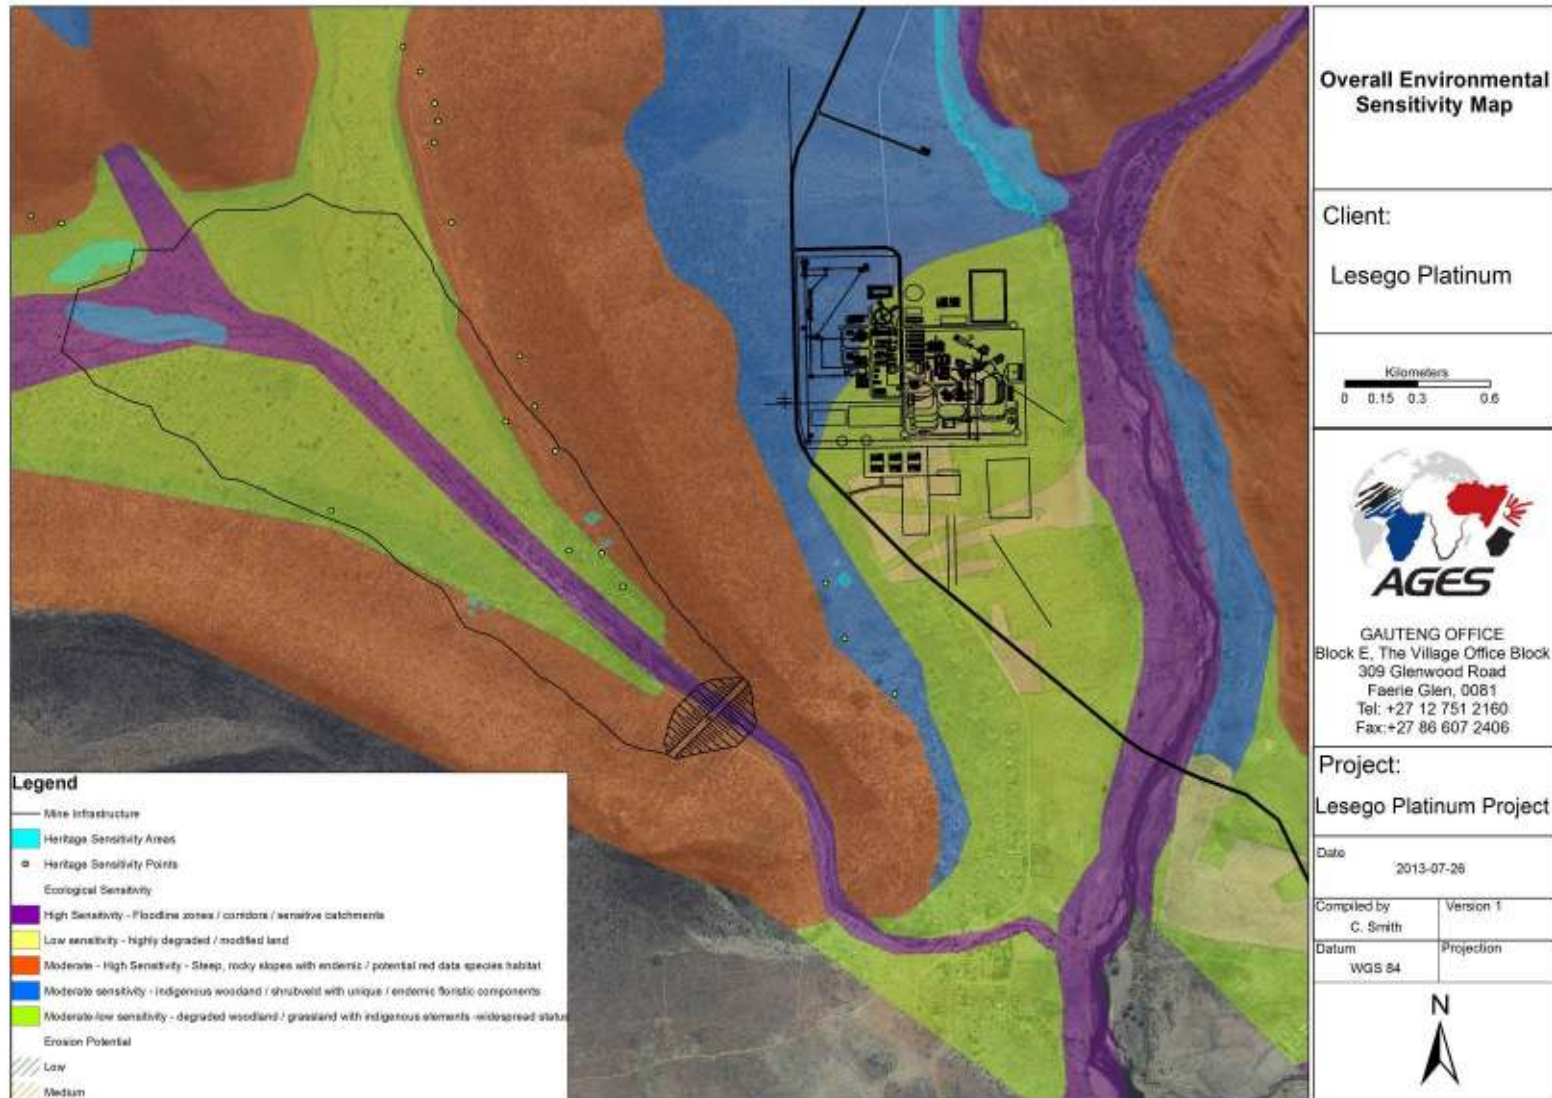 Overall Environmental
Sensitivity Map
Client:
Lesego Platinum
Kilometers
0 0.15 0.3 0.6
AGES
GAUTENG OFFICE
Block E, The Village Office Block
309 Glenwood Road
Faerie Glen, 0081
Tel: +27 12 751 2160
Fax:+27 86 607 2406
Project:
Lesego Platinum Project
Date
2013-07-26
Compiled by
C. Smith
Version 1
Datum
WGS 84
Projection
N
Legend
Mine Infrastructure
Heritage Sensitivity Areas
Heritage Sensitivity Points
Ecological Sensitivity
High Sensitivity - Floodline zones / corridors / sensitive catchments
Low sensitivity - highly degraded / modified land
Moderate - High Sensitivity - Steep, rocky slopes with endemic / potential red data species habitat
Moderate sensitivity - indigenous woodland / shrubveld with unique / endemic floristic components
Moderate-low sensitivity - degraded woodland / grassland with indigenous elements -widespread status
Erosion Potential
Low
Medium